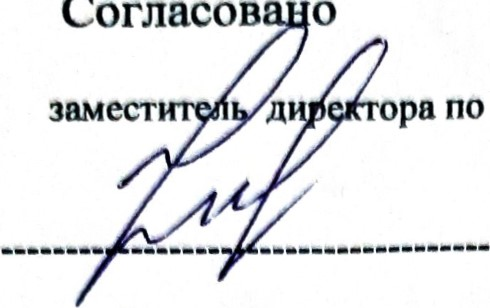 Согласовано
заместитель директора по